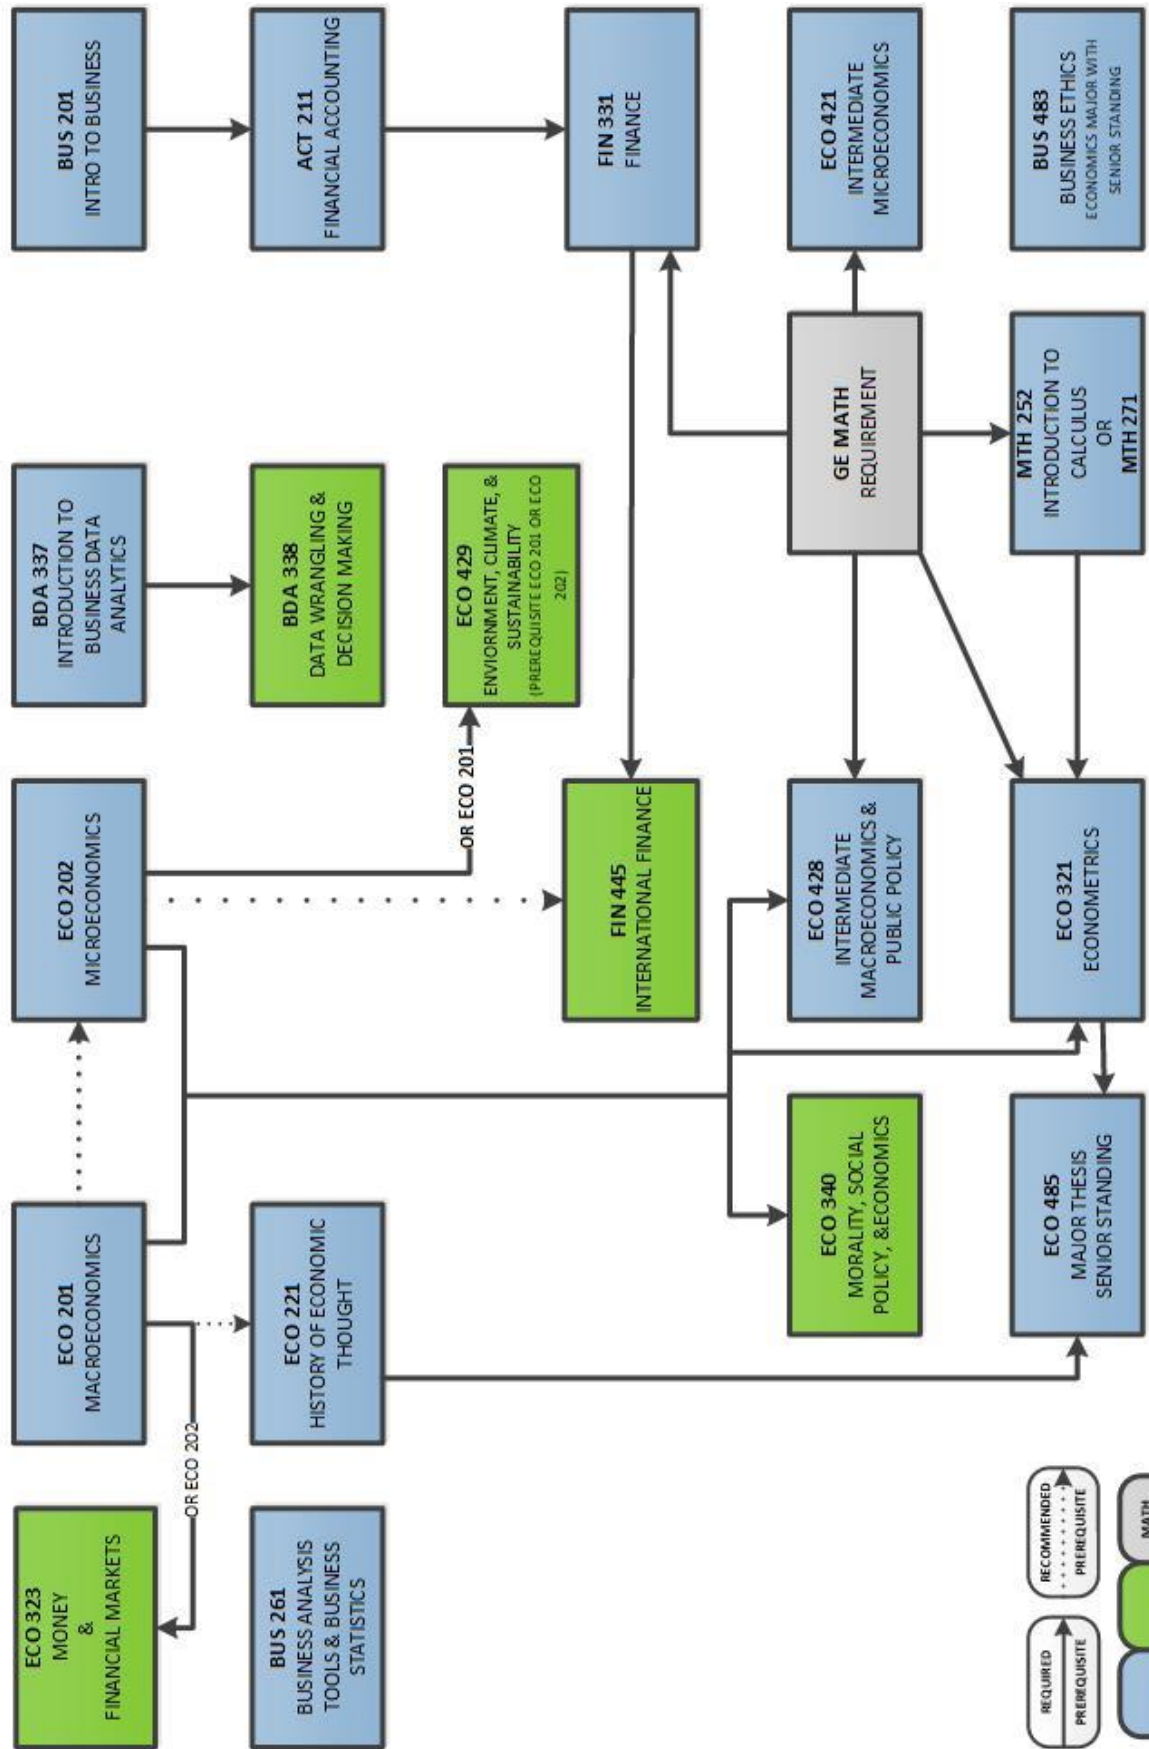 ECO 323
MONEY
&
FINANCIAL MARKETS
ECO 201
MACROECONOMICS
ECO 202
MICROECONOMICS
BDA 337
INTRODUCTION TO
BUSINESS DATA
ANALYTICS
BUS 201
INTRO TO BUSINESS
OR ECO 202
BUS 261
BUSINESS ANALYSIS
TOOLS & BUSINESS
STATISTICS
ECO 221
HISTORY OF ECONOMIC
THOUGHT
BDA 338
DATA WRANGLING &
DECISION MAKING
ACT 211
FINANCIAL ACCOUNTING
OR ECO 201
ECO 429
ENVIORNMENT, CLIMATE, &
SUSTAINABILITY
(PREREQUISITE ECO 201 OR ECO
202)
FIN 445
INTERNATIONAL FINANCE
FIN 331
FINANCE
ECO 340
MORALITY, SOCIAL
POLICY, &ECONOMICS
ECO 428
INTERMEDIATE
MACROECONOMICS &
PUBLIC POLICY
GE MATH
REQUIREMENT
ECO 421
INTERMEDIATE
MICROECONOMICS
ECO 485
MAJOR THESIS
SENIOR STANDING
ECO 321
ECONOMETRICS
MTH 252
INTRODUCTION TO
CALCULUS
OR
MTH 271
BUS 483
BUSINESS ETHICS
ECONOMICS MAJOR WITH
SENIOR STANDING
REQUIRED
PREREQUISITE
RECOMMENDED
PREREQUISITE
MATH